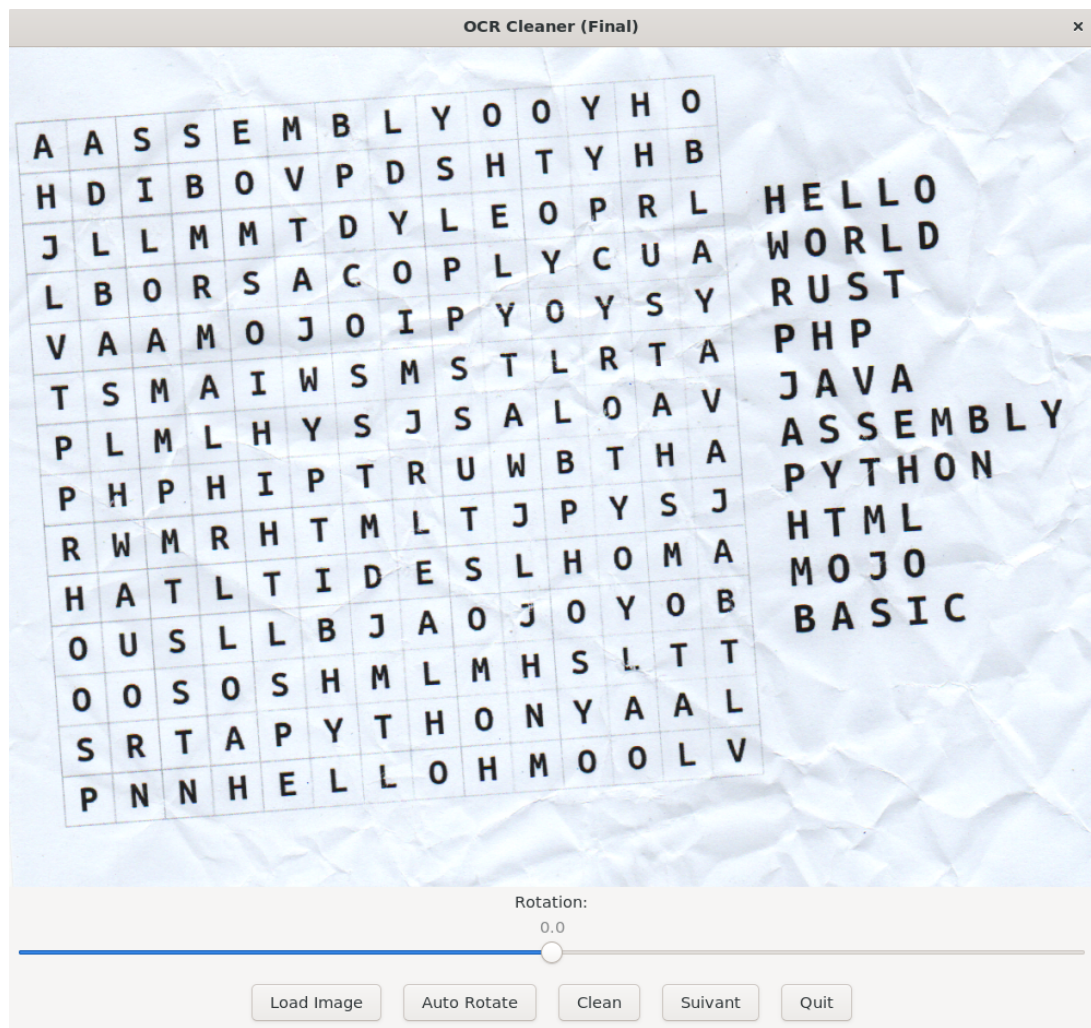 OCR Cleaner (Final) ×
A A S S E M B L Y O O Y H O
H D I B O V P D S H T Y H B
J L L M M T D Y L E O P R L
L B O R S A C O P L Y C U A
V A A M O J O I P Y O Y S Y
T S M A I W S M S T L R T A
P L M L H Y S J S A L O A V
P H P H I P T R U W B T H A
R W M R H T M L T J P Y S J
H A T L T I D E S L H O M A
O U S L L B J A O J O Y O B
O O S O S H M L M H S L T T
S R T A P Y T H O N Y A A L
P N N H E L L O H M O O L V
HELLO
WORLD
RUST
PHP
JAVA
ASSEMBLY
PYTHON
HTML
MOJO
BASIC
Rotation:
0.0
Load Image Auto Rotate Clean Suivant Quit